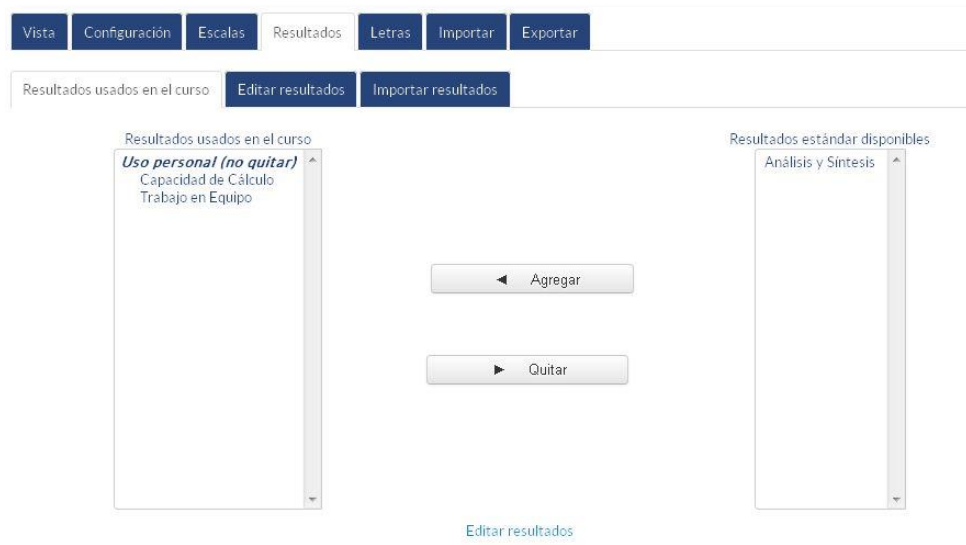 Vista Configuración Escalas Resultados Letras Importar Exportar
Resultados usados en el curso Editar resultados Importar resultados
Resultados usados en el curso Resultados estándar disponibles
Uso personal (no quitar) Análisis y Síntesis
Capacidad de Cálculo
Trabajo en Equipo
Agregar
Quitar
Editar resultados